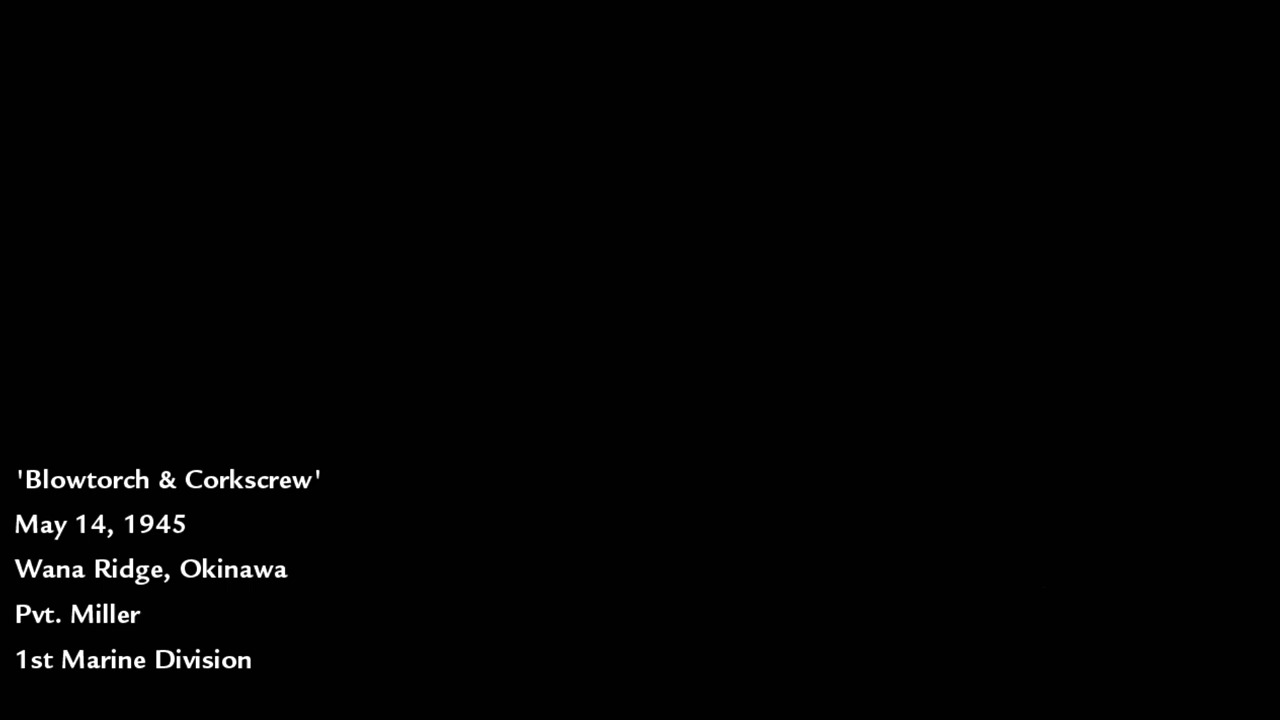 'Blowtorch & Corkscrew'
May 14, 1945
Wana Ridge, Okinawa
Pvt. Miller
1st Marine Division